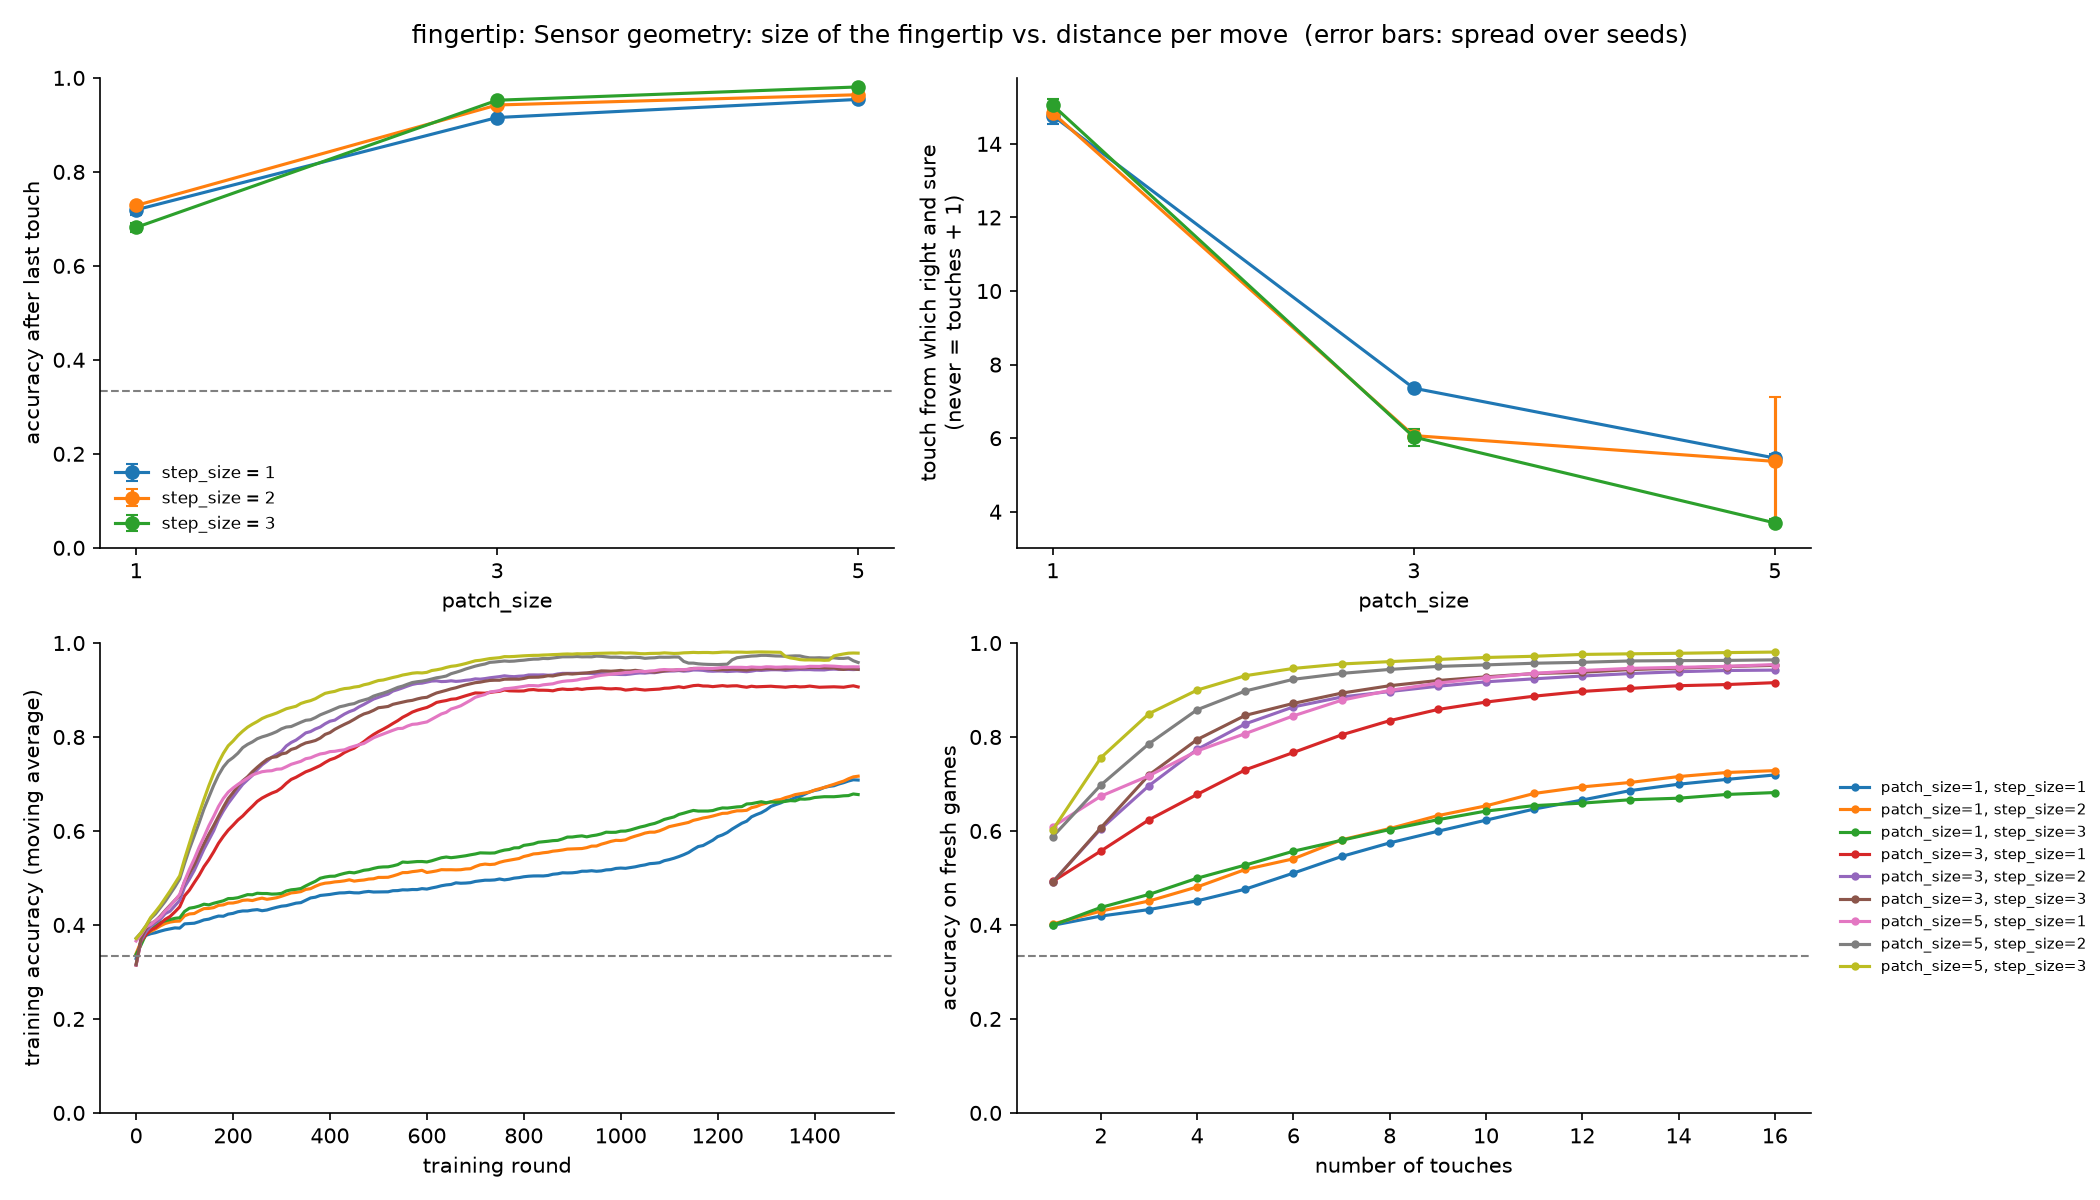 fingertip: Sensor geometry: size of the fingertip vs. distance per move  (error bars: spread over seeds)
accuracy after last touch
1.0
0.8
0.6
0.4
0.2
0.0
step_size = 1
step_size = 2
step_size = 3
1
3
5
patch_size
touch from which right and sure
(never = touches + 1)
14
12
10
8
6
4
1
3
5
patch_size
training accuracy (moving average)
1.0
0.8
0.6
0.4
0.2
0.0
0
200
400
600
800
1000
1200
1400
training round
accuracy on fresh games
1.0
0.8
0.6
0.4
0.2
0.0
2
4
6
8
10
12
14
16
number of touches
patch_size=1, step_size=1
patch_size=1, step_size=2
patch_size=1, step_size=3
patch_size=3, step_size=1
patch_size=3, step_size=2
patch_size=3, step_size=3
patch_size=5, step_size=1
patch_size=5, step_size=2
patch_size=5, step_size=3